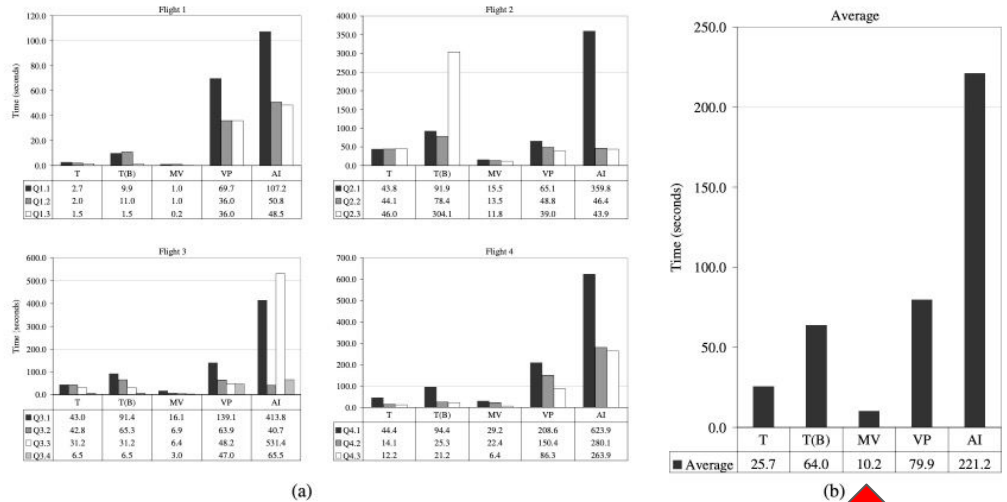 Flight 1
120.0
100.0
80.0
60.0
40.0
20.0
0.0
Time (seconds)
T T(B) MV VP AI
Q1.1 2.7 9.9 1.0 69.7 107.2
Q1.2 2.0 11.0 1.0 36.0 50.8
Q1.3 1.5 1.5 0.2 36.0 48.5
Flight 2
400.0
350.0
300.0
250.0
200.0
150.0
100.0
50.0
0.0
T T(B) MV VP AI
Q2.1 43.8 91.9 15.5 65.1 359.8
Q2.2 44.1 78.4 13.5 48.8 46.4
Q2.3 46.0 304.1 11.8 39.0 43.9
Flight 3
600.0
500.0
400.0
300.0
200.0
100.0
0.0
Time (seconds)
T T(B) MV VP AI
Q3.1 43.0 91.4 16.1 139.1 413.8
Q3.2 42.8 65.3 6.9 63.9 40.7
Q3.3 31.2 31.2 6.4 48.2 531.4
Q3.4 6.5 6.5 3.0 47.0 65.5
Flight 4
700.0
600.0
500.0
400.0
300.0
200.0
100.0
0.0
T T(B) MV VP AI
Q4.1 44.4 94.4 29.2 208.6 623.9
Q4.2 14.1 25.3 22.4 150.4 280.1
Q4.3 12.2 21.2 6.4 86.3 263.9
(a)
Average
250.0
200.0
150.0
100.0
50.0
0.0
Time (seconds)
T T(B) MV VP AI
Average 25.7 64.0 10.2 79.9 221.2
(b)